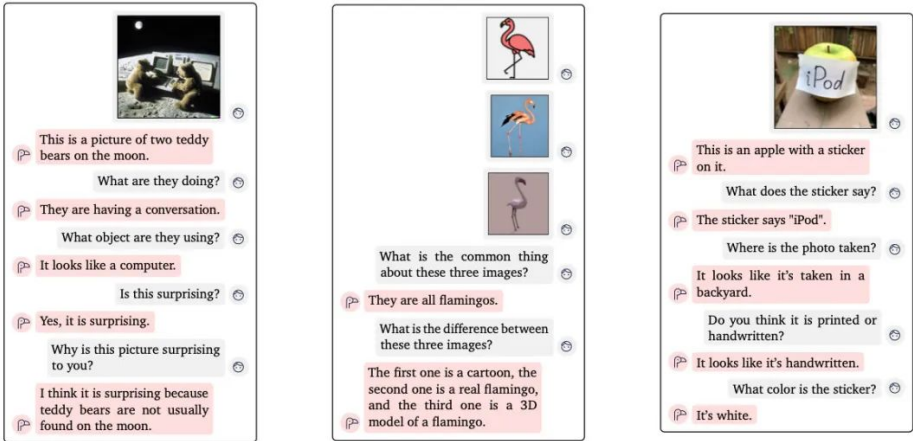 This is a picture of two teddy
bears on the moon.
What are they doing?
They are having a conversation.
What object are they using?
It looks like a computer.
Is this surprising?
Yes, it is surprising.
Why is this picture surprising
to you?
I think it is surprising because
teddy bears are not usually
found on the moon.
What is the common thing
about these three images?
They are all flamingos.
What is the difference between
these three images?
The first one is a cartoon, the
second one is a real flamingo,
and the third one is a 3D
model of a flamingo.
iPod
This is an apple with a sticker
on it.
What does the sticker say?
The sticker says "iPod".
Where is the photo taken?
It looks like it's taken in a
backyard.
Do you think it is printed or
handwritten?
It looks like it's handwritten.
What color is the sticker?
It's white.